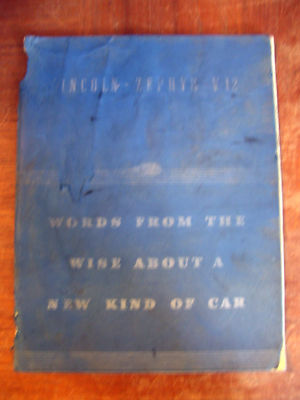 LINCOLN-ZEPHYR V 12
WORDS FROM THE
WISE ABOUT A
NEW KIND OF CAR